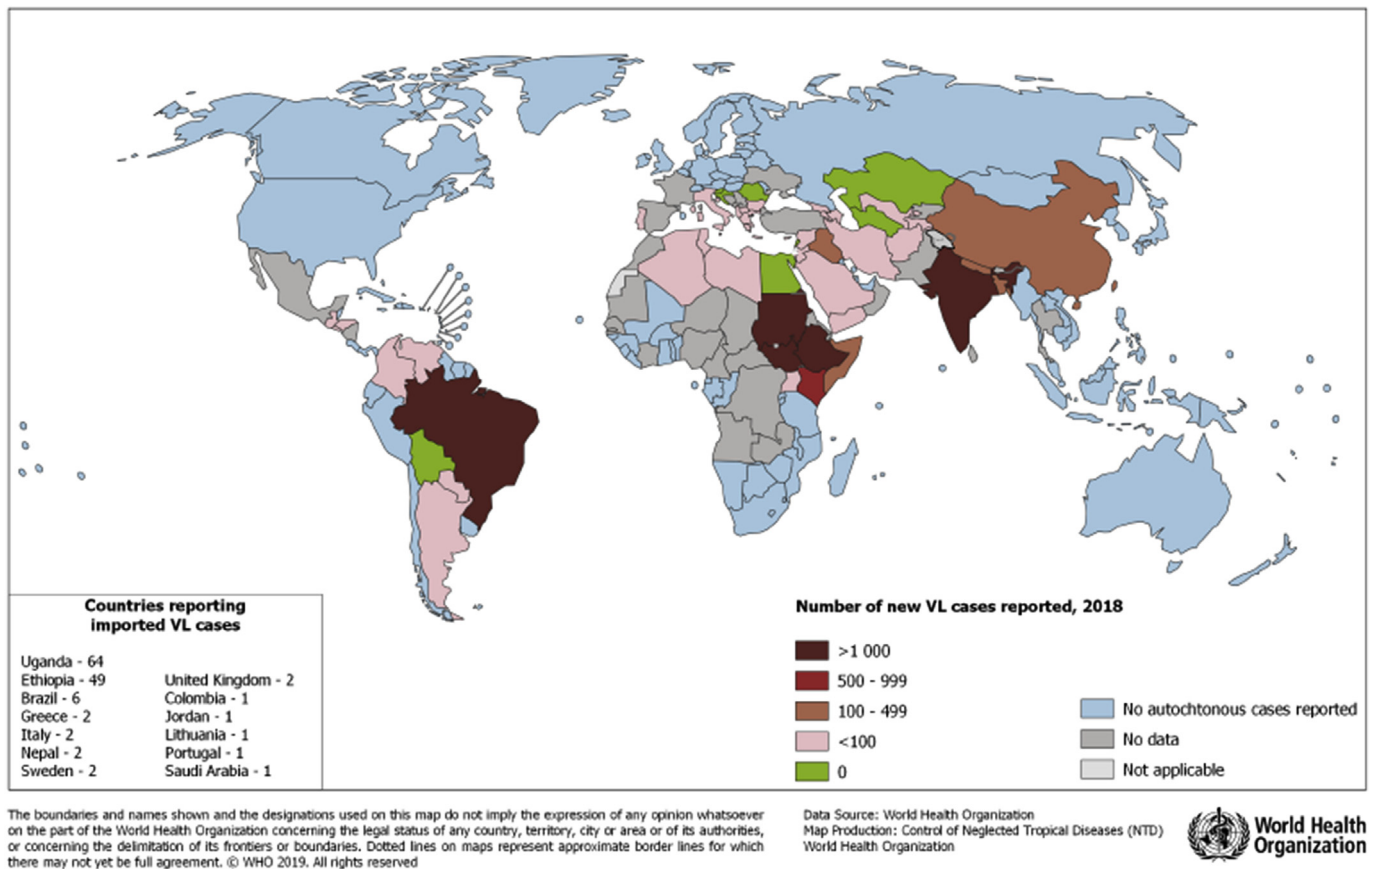 Countries reporting
imported VL cases
Uganda - 64
Ethiopia - 49
Brazil - 6
Greece - 2
Italy - 2
Nepal - 2
Sweden - 2
United Kingdom - 2
Colombia - 1
Jordan - 1
Lithuania - 1
Portugal - 1
Saudi Arabia - 1
Number of new VL cases reported, 2018
>1 000
500 - 999
100 - 499
<100
0
No autochtonous cases reported
No data
Not applicable
The boundaries and names shown and the designations used on this map do not imply the expression of any opinion whatsoever
on the part of the World Health Organization concerning the legal status of any country, territory, city or area or of its authorities,
or concerning the delimitation of its frontiers or boundaries. Dotted lines on maps represent approximate border lines for which
there may not yet be full agreement. © WHO 2019. All rights reserved
Data Source: World Health Organization
Map Production: Control of Neglected Tropical Diseases (NTD)
World Health Organization
World Health
Organization